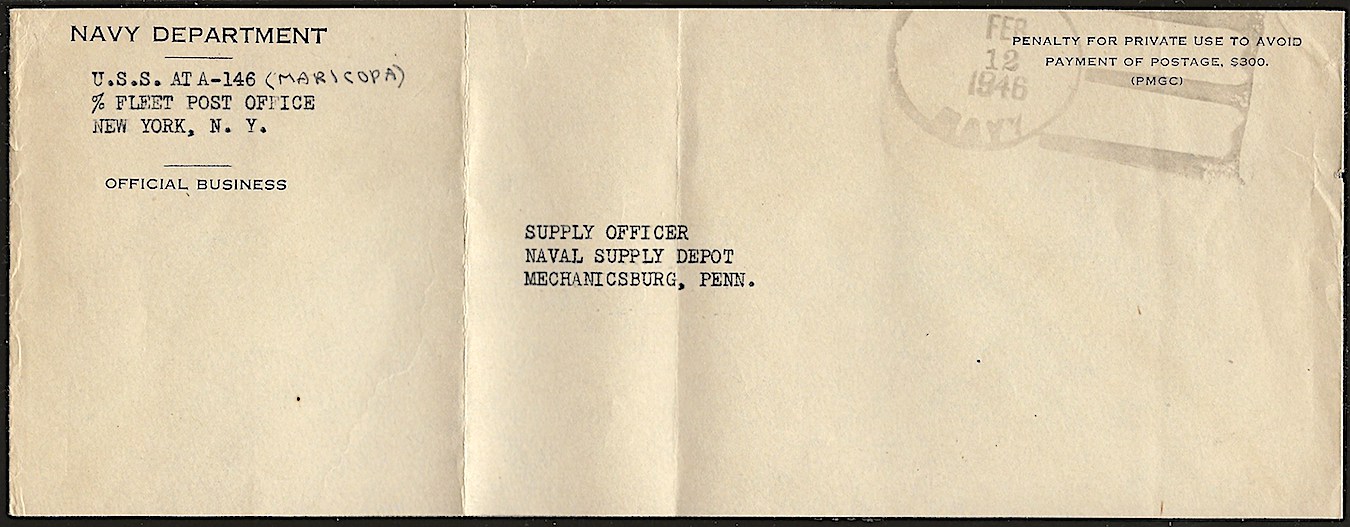 NAVY DEPARTMENT
U.S.S. ATA-146 (MARICOPA)
% FLEET POST OFFICE
NEW YORK, N. Y.
OFFICIAL BUSINESS
FEB
12
1946
NAVY
PENALTY FOR PRIVATE USE TO AVOID
PAYMENT OF POSTAGE, $300.
(PMGC)
SUPPLY OFFICER
NAVAL SUPPLY DEPOT
MECHANICSBURG, PENN.